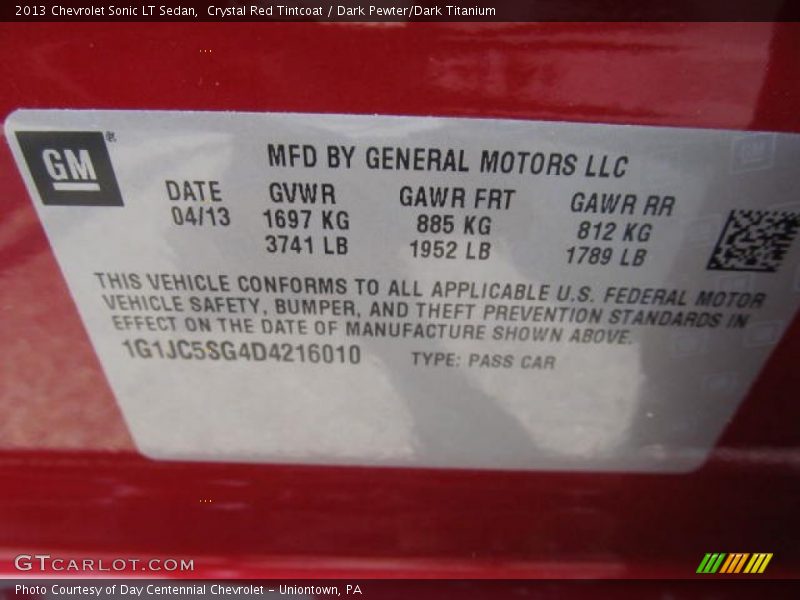 2013 Chevrolet Sonic LT Sedan,  Crystal Red Tintcoat / Dark Pewter/Dark Titanium
GM
MFD BY GENERAL MOTORS LLC
DATE GVWR GAWR FRT GAWR RR
04/13 1697 KG 885 KG 812 KG
3741 LB 1952 LB 1789 LB
THIS VEHICLE CONFORMS TO ALL APPLICABLE U.S. FEDERAL MOTOR
VEHICLE SAFETY, BUMPER, AND THEFT PREVENTION STANDARDS IN
EFFECT ON THE DATE OF MANUFACTURE SHOWN ABOVE.
1G1JC5SG4D4216010 TYPE: PASS CAR
GTCARLOT.COM
Photo Courtesy of Day Centennial Chevrolet - Uniontown, PA